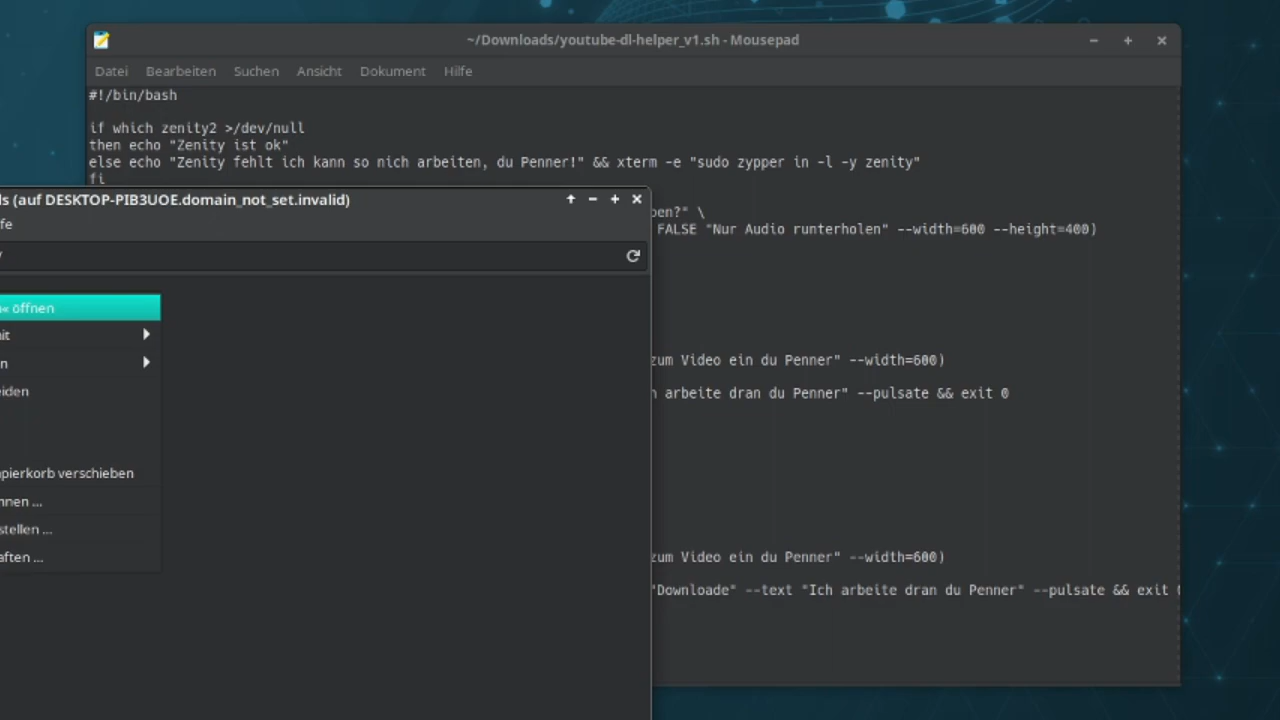 ~/Downloads/youtube-dl-helper_v1.sh - Mousepad
Datei Bearbeiten Suchen Ansicht Dokument Hilfe
#!/bin/bash
if which zenity2 >/dev/null
then echo "Zenity ist ok"
else echo "Zenity fehlt ich kann so nich arbeiten, du Penner!" && xterm -e "sudo zypper in -l -y zenity"
fi
ben?" \
FALSE "Nur Audio runterholen" --width=600 --height=400)
zum Video ein du Penner" --width=600)
h arbeite dran du Penner" --pulsate && exit 0
zum Video ein du Penner" --width=600)
"Downloade" --text "Ich arbeite dran du Penner" --pulsate && exit
ds (auf DESKTOP-PIB3UOE.domain_not_set.invalid)
fe
/
« öffnen
it
n
eiden
pierkorb verschieben
nnen ...
stellen ...
aften ...